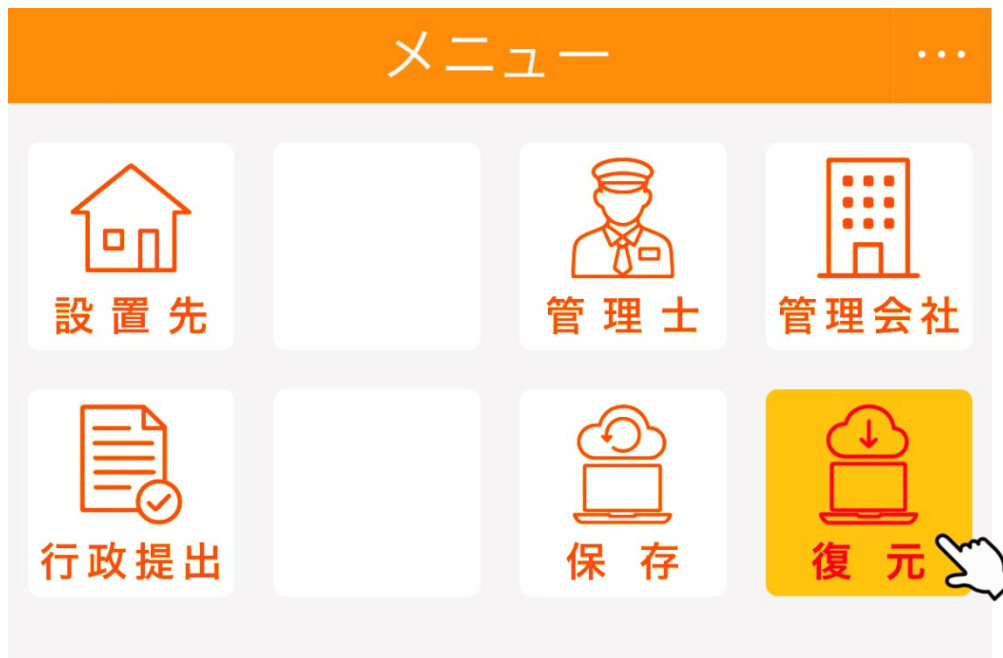 メニュー …
設置先 管理士 管理会社
行政提出 保存 復元